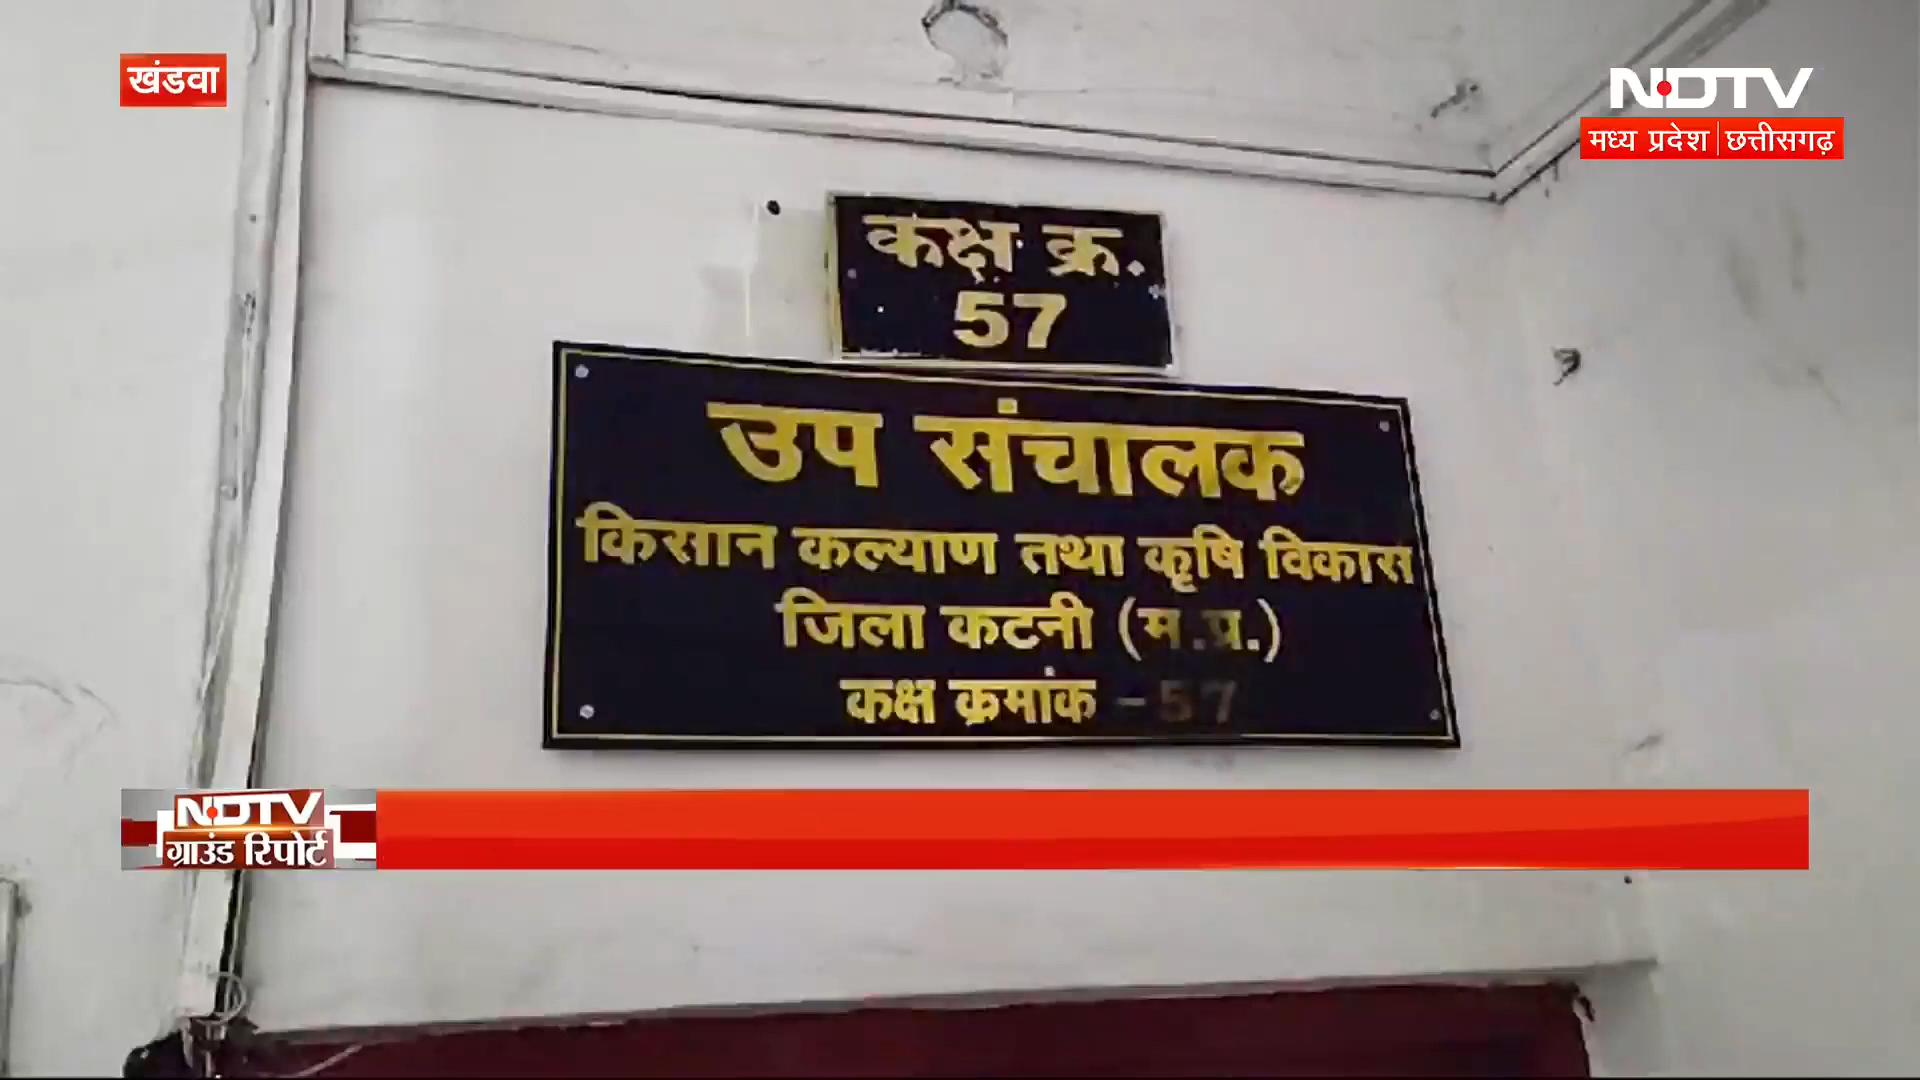 खंडवा
NDTV
मध्य प्रदेश|छत्तीसगढ़
कक्ष क्र.
57
उप संचालक
किसान कल्याण तथा कृषि विकास
जिला कटनी (म.प्र.)
कक्ष क्रमांक - 57
NDTV
ग्राउंड रिपोर्ट